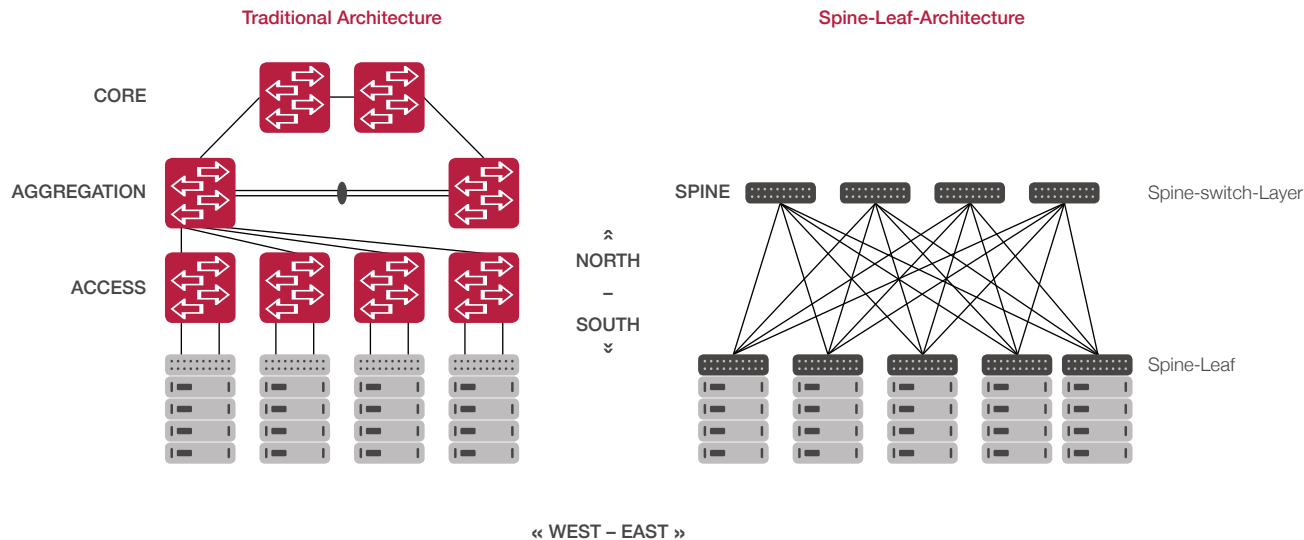 Traditional Architecture
Spine-Leaf-Architecture
CORE
AGGREGATION
SPINE
Spine-switch-Layer
NORTH
–
SOUTH
ACCESS
Spine-Leaf
« WEST – EAST »